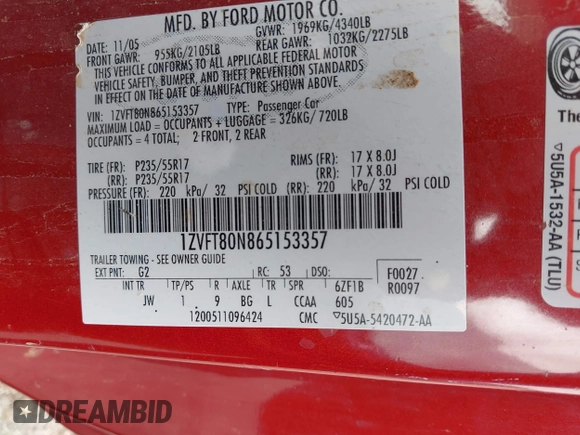 MFD. BY FORD MOTOR CO.
DATE: 11/05 GVWR: 1969KG/4340LB
FRONT GAWR: 955KG/2105LB REAR GAWR: 1032KG/2275LB
THIS VEHICLE CONFORMS TO ALL APPLICABLE FEDERAL MOTOR
VEHICLE SAFETY, BUMPER, AND THEFT PREVENTION STANDARDS
IN EFFECT ON THE DATE OF MANUFACTURE SHOWN ABOVE.
VIN: 1ZVFT80N865153357 TYPE: Passenger Car
MAXIMUM LOAD = OCCUPANTS + LUGGAGE = 326KG/720LB
OCCUPANTS = 4 TOTAL; 2 FRONT, 2 REAR
TIRE (FR): P235/55R17 RIMS (FR): 17 X 8.0J
(RR): P235/55R17 (RR): 17 X 8.0J
PRESSURE (FR): 220 kPa/ 32 PSI COLD (RR): 220 kPa/ 32 PSI COLD
1ZVFT80N865153357
TRAILER TOWING - SEE OWNER GUIDE
EXT PNT: G2 RC: 53 DSO: F0027
INT TR TP/PS R AXLE TR SPR 6ZF1B R0097
JW 1 9 BG L CCAA 605
1200511096424 CMC ▽5U5A-5420472-AA
The
▽5U5A-1532-AA (TLU)
DREAMBID